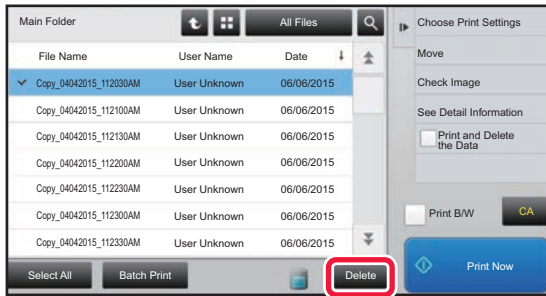 Main Folder
All Files
File Name User Name Date
Copy_04042015_112030AM User Unknown 06/06/2015
Copy_04042015_112100AM User Unknown 06/06/2015
Copy_04042015_112130AM User Unknown 06/06/2015
Copy_04042015_112200AM User Unknown 06/06/2015
Copy_04042015_112230AM User Unknown 06/06/2015
Copy_04042015_112300AM User Unknown 06/06/2015
Copy_04042015_112330AM User Unknown 06/06/2015
Select All Batch Print Delete
Choose Print Settings
Move
Check Image
See Detail Information
Print and Delete
the Data
Print B/W CA
Print Now